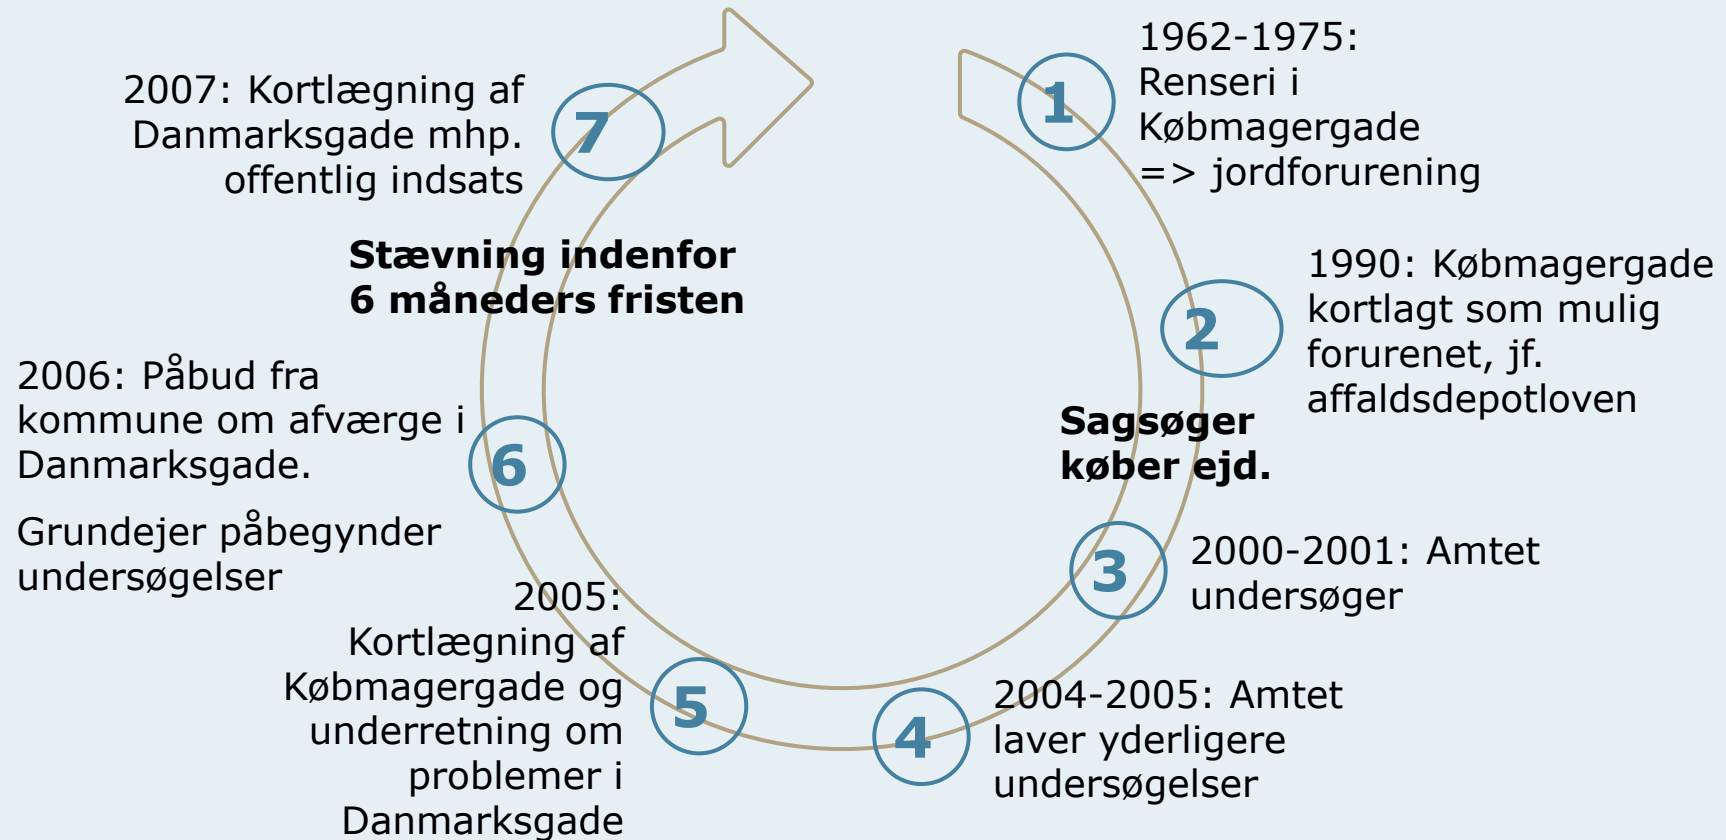 1
1962-1975:
Renseri i
Købmagergade
=> jordforurening
2
1990: Købmagergade
kortlagt som mulig
forurenet, jf.
affaldsdepotloven
Sagsøger
køber ejd.
3
2000-2001: Amtet
undersøger
4
2004-2005: Amtet
laver yderligere
undersøgelser
5
2005:
Kortlægning af
Købmagergade og
underretning om
problemer i
Danmarksgade
6
2006: Påbud fra
kommune om afværge i
Danmarksgade.
Grundejer påbegynder
undersøgelser
Stævning indenfor
6 måneders fristen
7
2007: Kortlægning af
Danmarksgade mhp.
offentlig indsats